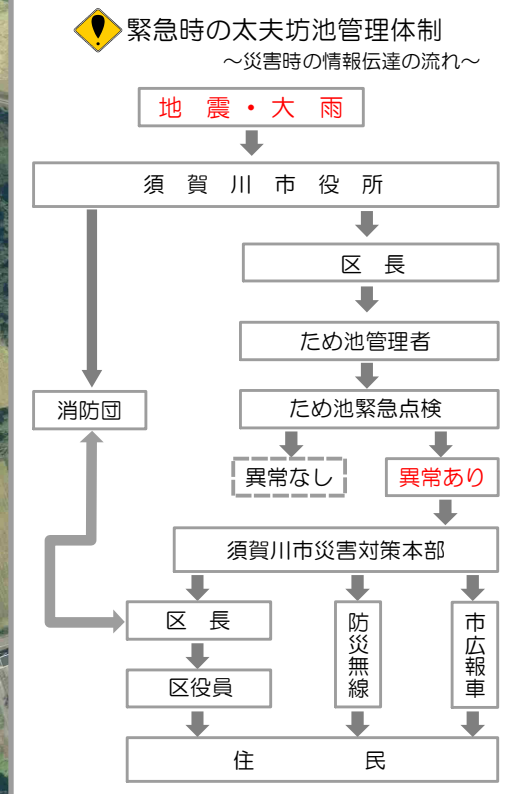 緊急時の太夫坊池管理体制
～災害時の情報伝達の流れ～
地 震・大 雨
須 賀 川 市 役 所
区 長
ため池管理者
消防団
ため池緊急点検
異常なし
異常あり
須賀川市災害対策本部
区 長
防災無線
市広報車
区役員
住 民